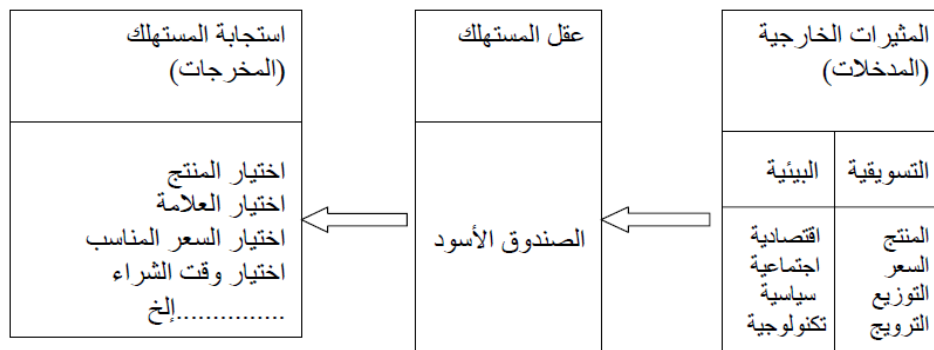 المثيرات الخارجية
(المدخلات)
التسويقية
البيئية
المنتج
السعر
التوزيع
الترويج
اقتصادية
اجتماعية
سياسية
تكنولوجية
عقل المستهلك
الصندوق الأسود
استجابة المستهلك
(المخرجات)
اختيار المنتج
اختيار العلامة
اختيار السعر المناسب
اختيار وقت الشراء
...............إلخ